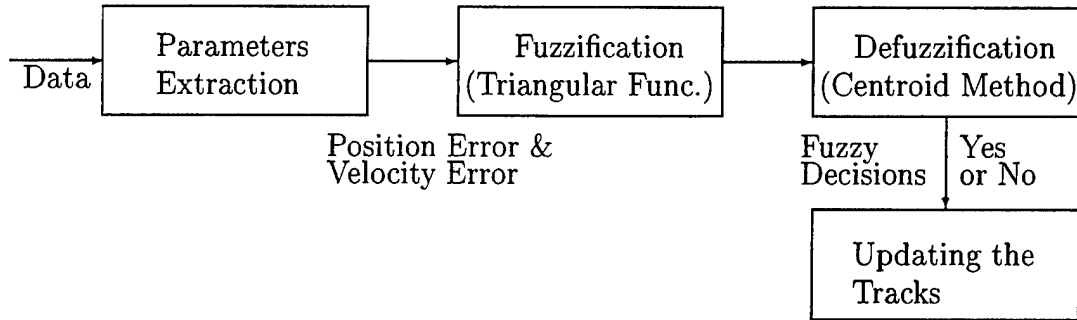 Data
Parameters
Extraction
Position Error &
Velocity Error
Fuzzification
(Triangular Func.)
Defuzzification
(Centroid Method)
Fuzzy
Decisions
Yes
or No
Updating the
Tracks